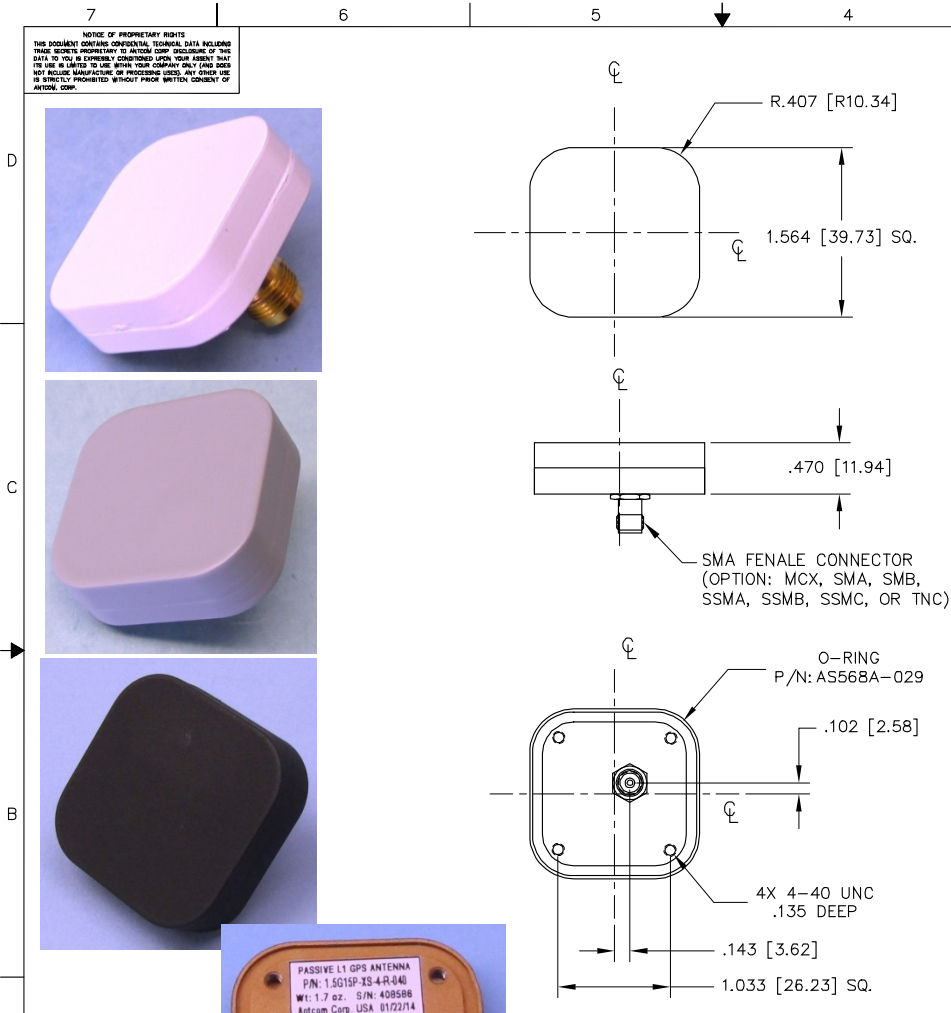 7 6 5 4
NOTICE OF PROPRIETARY RIGHTS
THIS DOCUMENT CONTAINS CONFIDENTIAL TECHNICAL DATA INCLUDING
TRADE SECRETS PROPRIETARY TO ANTCOM CORP DISCLOSURE OF THIS
DATA TO YOU IS EXPRESSLY CONDITIONED UPON YOUR ASSENT THAT
ITS USE IS LIMITED TO USE WITHIN YOUR COMPANY ONLY (AND DOES
NOT INCLUDE MANUFACTURE OR PROCESSING USES). ANY OTHER USE
IS STRICTLY PROHIBITED WITHOUT PRIOR WRITTEN CONSENT OF
ANTCOM, CORP.
℄
R.407 [R10.34]
D
1.564 [39.73] SQ.
℄
℄
.470 [11.94]
C
SMA FENALE CONNECTOR
(OPTION: MCX, SMA, SMB,
SSMA, SSMB, SSMC, OR TNC)
℄
O-RING
P/N: AS568A-029
.102 [2.58]
℄
B
4X 4-40 UNC
.135 DEEP
.143 [3.62]
1.033 [26.23] SQ.
PASSIVE L1 GPS ANTENNA
P/N: 1.5G15P-XS-4-R-040
Wt: 1.7 oz. S/N: 408586
Antcom Corp. USA 01/22/14